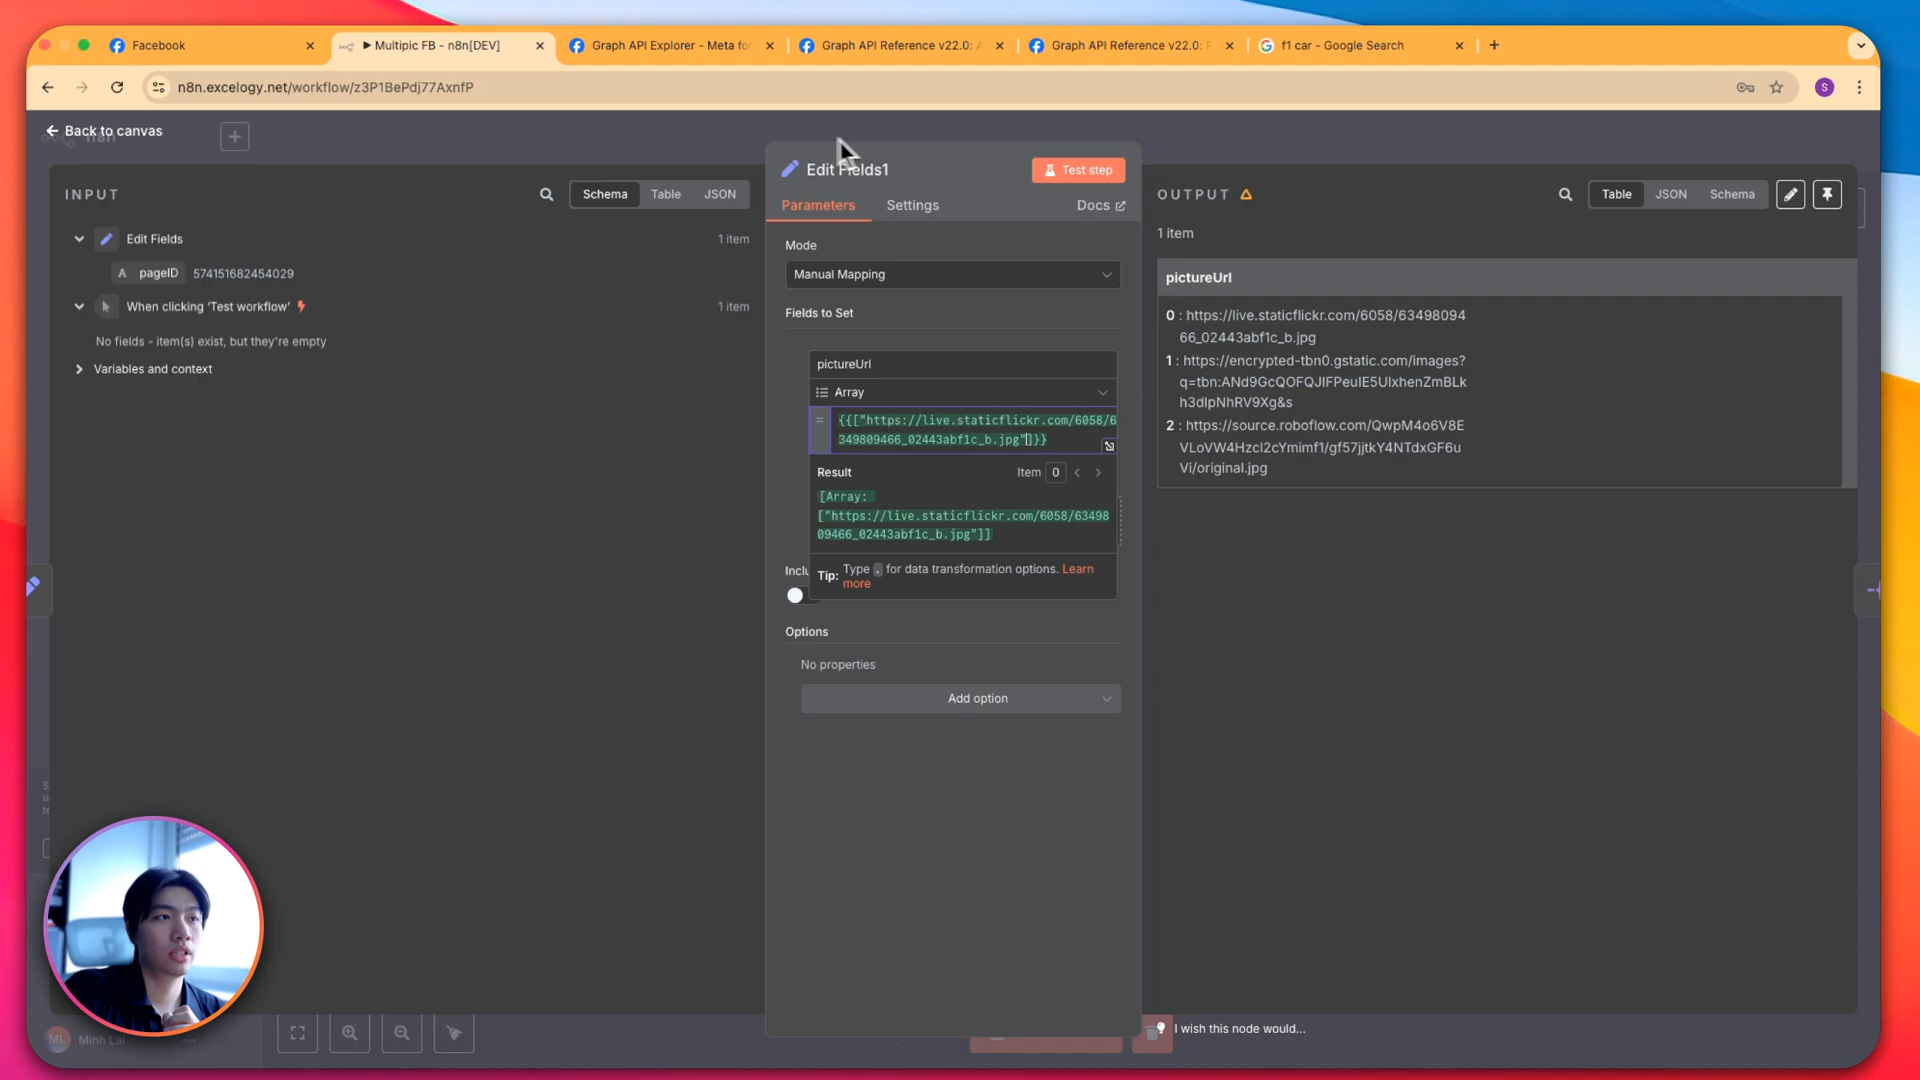 Facebook
▶ Multipic FB - n8n[DEV]
Graph API Explorer - Meta for
Graph API Reference v22.0:
Graph API Reference v22.0:
f1 car - Google Search
n8n.excelogy.net/workflow/z3P1BePdj77AxnfP
S
Back to canvas
INPUT
Schema
Table
JSON
Edit Fields
1 item
A pageID
574151682454029
When clicking ‘Test workflow’
1 item
No fields - item(s) exist, but they're empty
Variables and context
Edit Fields1
Test step
Parameters
Settings
Docs
Mode
Manual Mapping
Fields to Set
pictureUrl
Array
=
{{["https://live.staticflickr.com/6058/6
349809466_02443abf1c_b.jpg"]}}
Result
Item 0
[Array:
["https://live.staticflickr.com/6058/63498
09466_02443abf1c_b.jpg"]]
Tip: Type . for data transformation options. Learn
more
Inclu
Options
No properties
Add option
OUTPUT
Table
JSON
Schema
1 item
pictureUrl
0 : https://live.staticflickr.com/6058/63498094
66_02443abf1c_b.jpg
1 : https://encrypted-tbn0.gstatic.com/images?
q=tbn:ANd9GcQOFQJIFPeuIE5UlxhenZmBLk
h3dIpNhRV9Xg&s
2 : https://source.roboflow.com/QwpM4o6V8E
VLoVW4Hzcl2cYmimf1/gf57jjtkY4NTdxGF6u
Vi/original.jpg
ML
Minh Lai
I wish this node would...